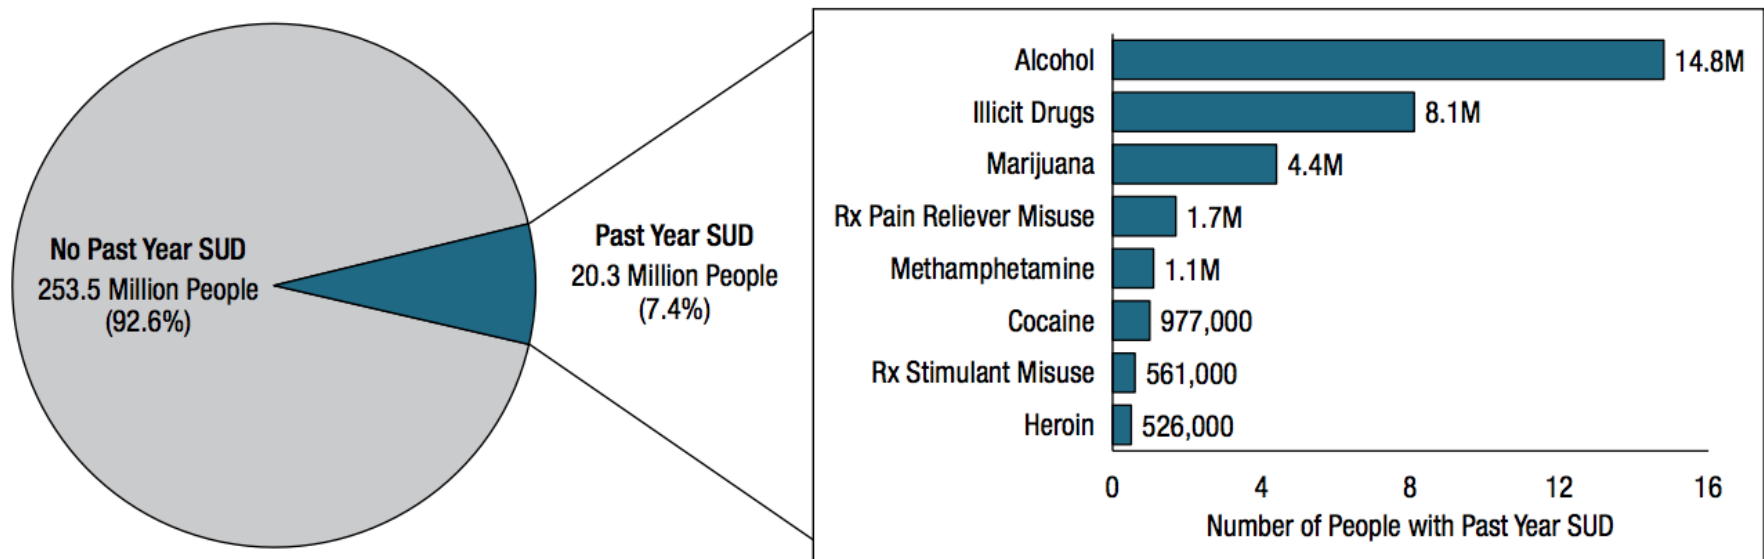 No Past Year SUD
253.5 Million People
(92.6%)
Past Year SUD
20.3 Million People
(7.4%)
Alcohol 14.8M
Illicit Drugs 8.1M
Marijuana 4.4M
Rx Pain Reliever Misuse 1.7M
Methamphetamine 1.1M
Cocaine 977,000
Rx Stimulant Misuse 561,000
Heroin 526,000
0 4 8 12 16
Number of People with Past Year SUD